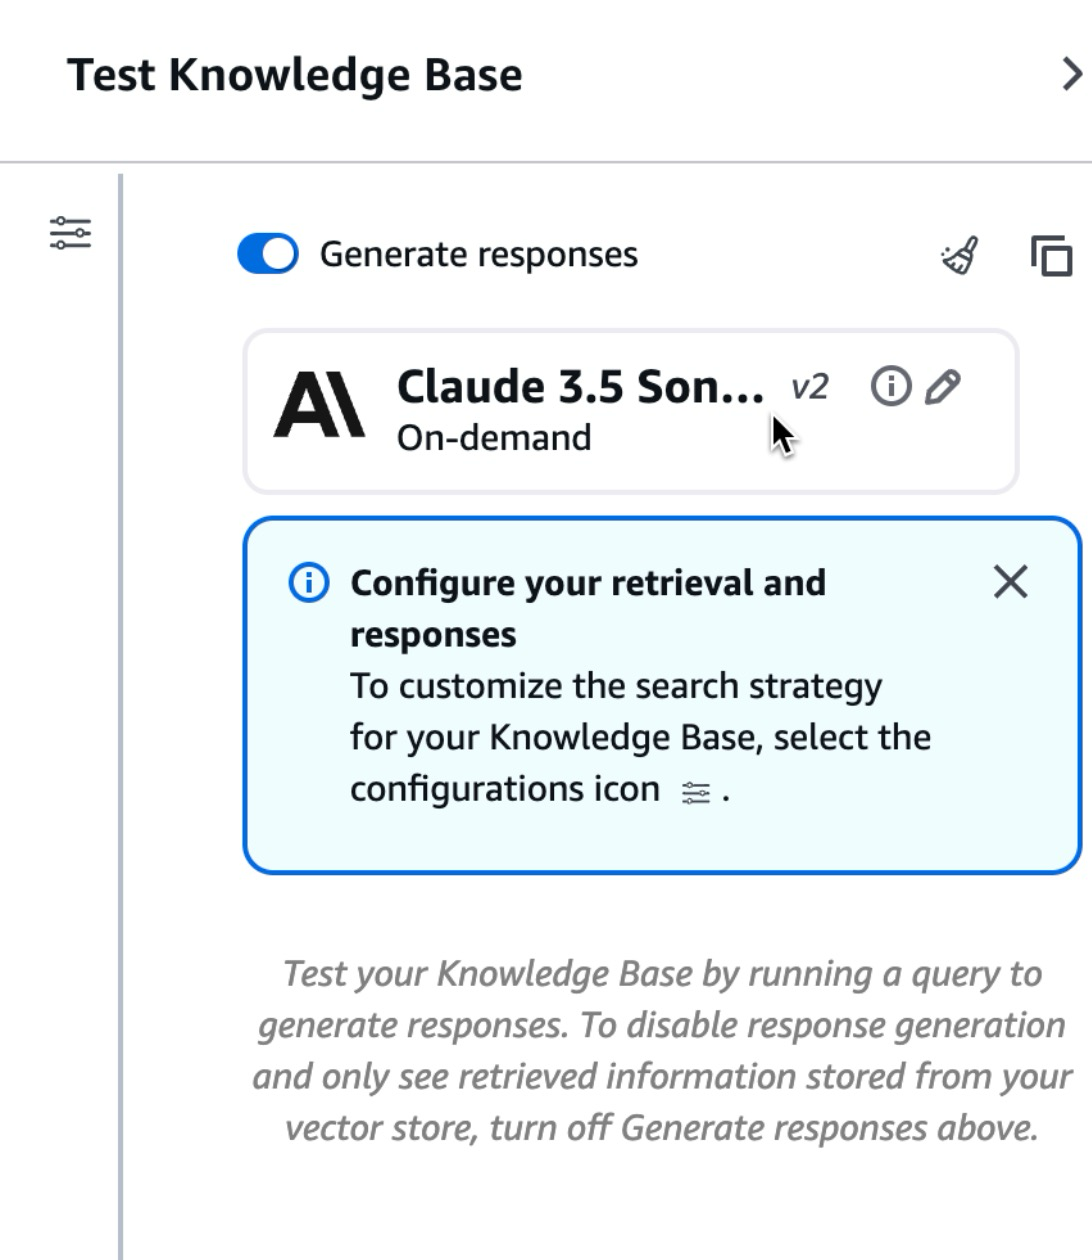 Test Knowledge Base
Generate responses
Claude 3.5 Son... v2
On-demand
Configure your retrieval and
responses
To customize the search strategy
for your Knowledge Base, select the
configurations icon .
Test your Knowledge Base by running a query to
generate responses. To disable response generation
and only see retrieved information stored from your
vector store, turn off Generate responses above.